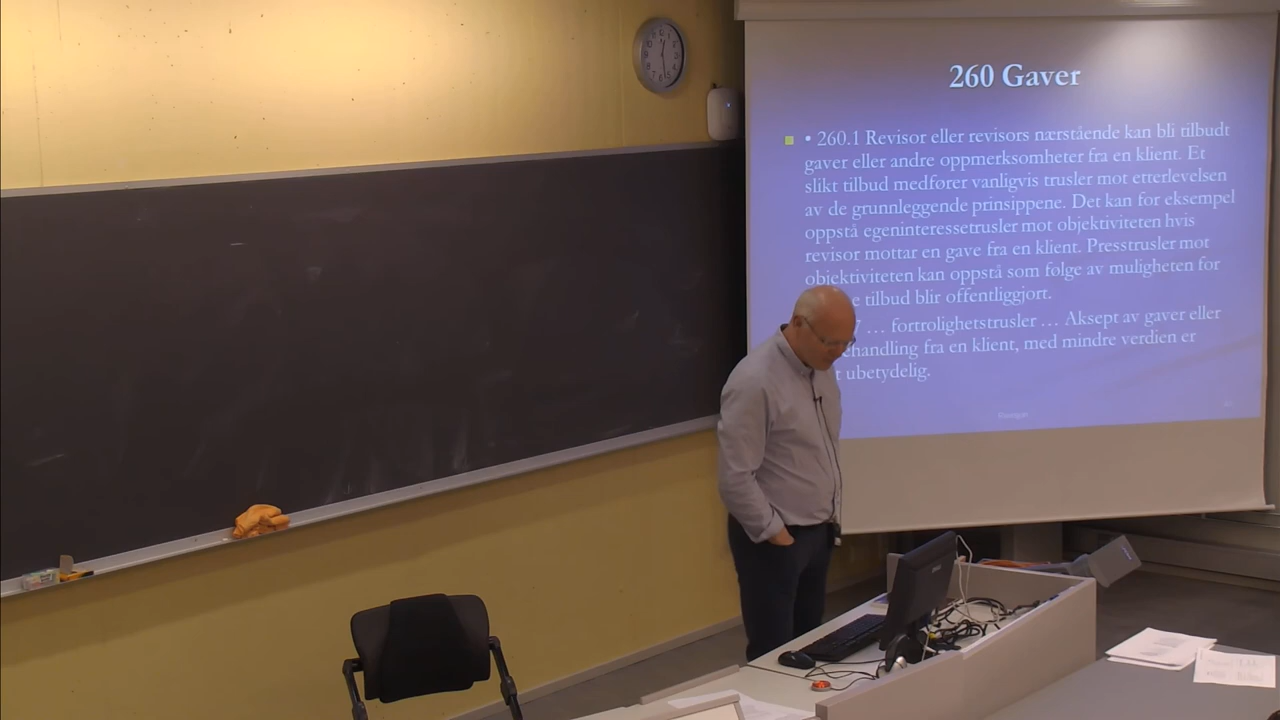 260 Gaver
• 260.1 Revisor eller revisors nærstående kan bli tilbudt
gaver eller andre oppmerksomheter fra en klient. Et
slikt tilbud medfører vanligvis trusler mot etterlevelsen
av de grunnleggende prinsippene. Det kan for eksempel
oppstå egeninteressetrusler mot objektiviteten hvis
revisor mottar en gave fra en klient. Presstrusler mot
objektiviteten kan oppstå som følge av muligheten for
tilbud blir offentliggjort.
… fortrolighetstrusler … Aksept av gaver eller
ehandling fra en klient, med mindre verdien er
t ubetydelig.